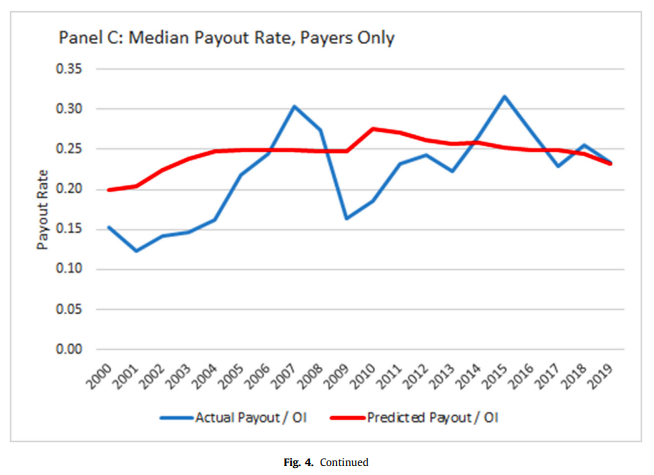 Panel C: Median Payout Rate, Payers Only
0.35
0.30
0.25
0.20
0.15
0.10
0.05
0.00
Payout Rate
2000 2001 2002 2003 2004 2005 2006 2007 2008 2009 2010 2011 2012 2013 2014 2015 2016 2017 2018 2019
Actual Payout / OI Predicted Payout / OI
Fig. 4. Continued